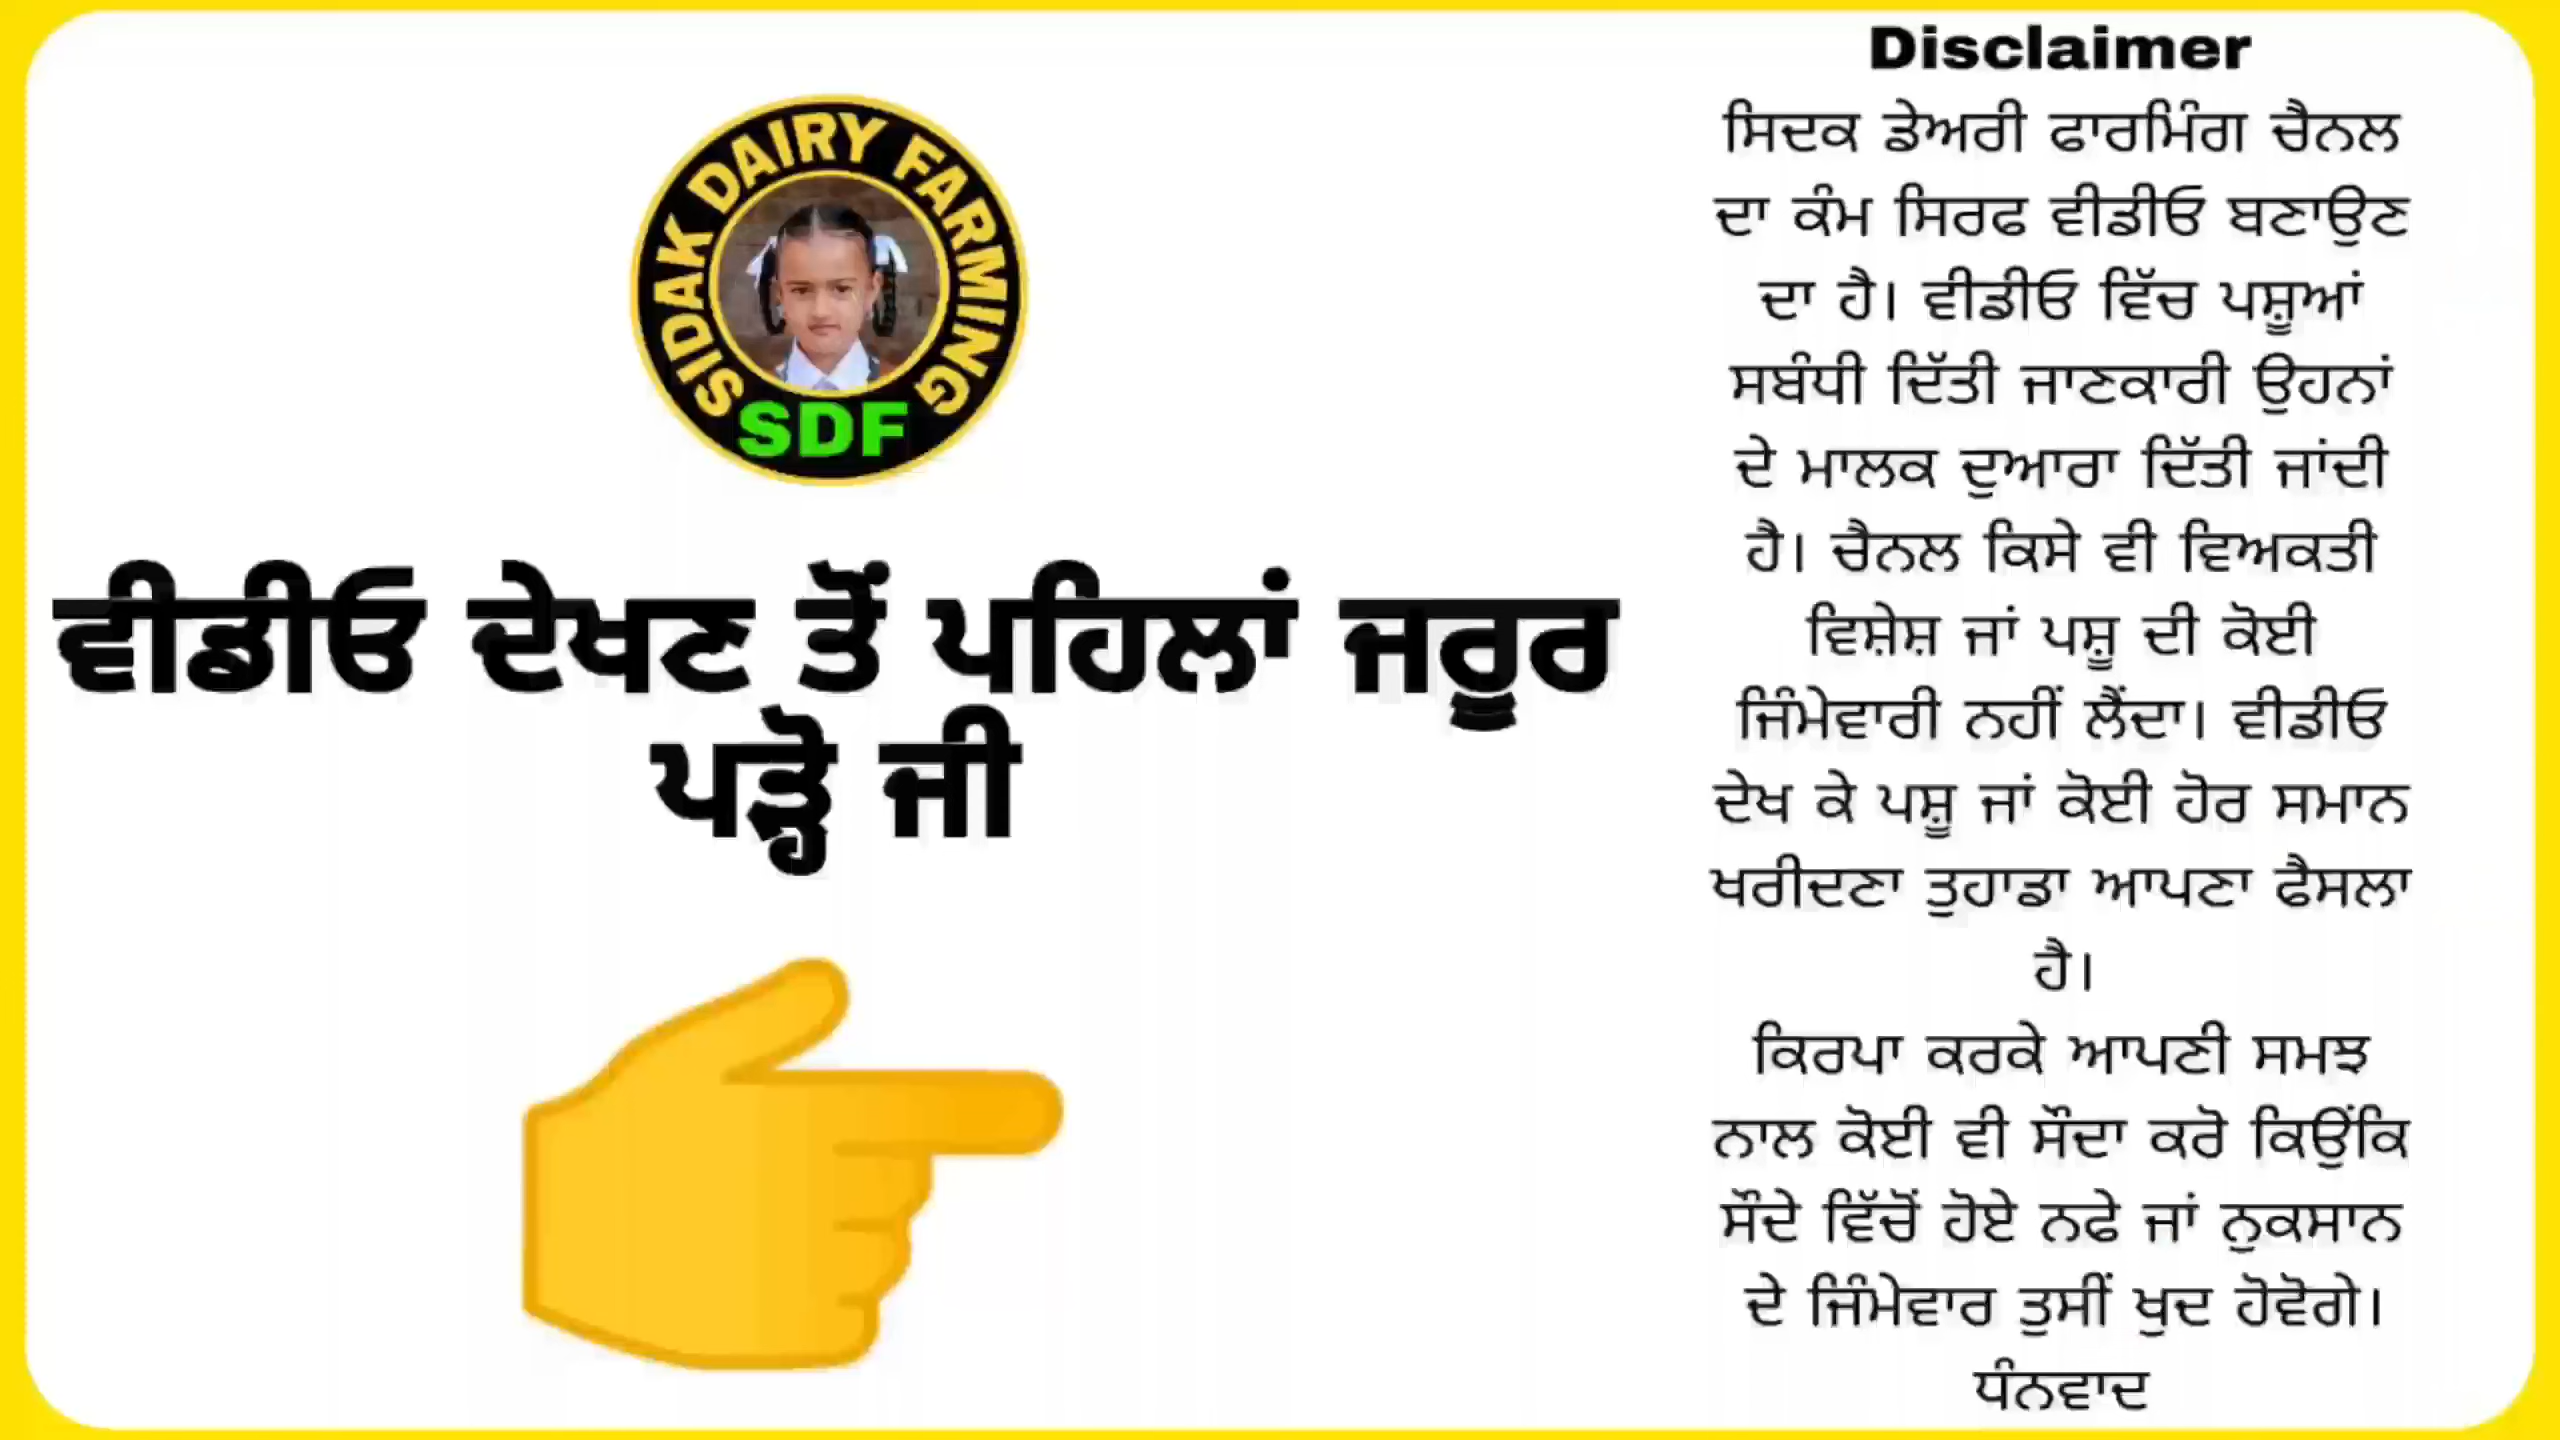 SIDAK DAIRY FARMING
SDF
ਵੀਡੀਓ ਦੇਖਣ ਤੋਂ ਪਹਿਲਾਂ ਜਰੂਰ
ਪੜ੍ਹੋ ਜੀ
Disclaimer
ਸਿਦਕ ਡੇਅਰੀ ਫਾਰਮਿੰਗ ਚੈਨਲ
ਦਾ ਕੰਮ ਸਿਰਫ ਵੀਡੀਓ ਬਣਾਉਣ
ਦਾ ਹੈ। ਵੀਡੀਓ ਵਿੱਚ ਪਸ਼ੂਆਂ
ਸਬੰਧੀ ਦਿੱਤੀ ਜਾਣਕਾਰੀ ਉਹਨਾਂ
ਦੇ ਮਾਲਕ ਦੁਆਰਾ ਦਿੱਤੀ ਜਾਂਦੀ
ਹੈ। ਚੈਨਲ ਕਿਸੇ ਵੀ ਵਿਅਕਤੀ
ਵਿਸ਼ੇਸ਼ ਜਾਂ ਪਸ਼ੂ ਦੀ ਕੋਈ
ਜਿੰਮੇਵਾਰੀ ਨਹੀਂ ਲੈਂਦਾ। ਵੀਡੀਓ
ਦੇਖ ਕੇ ਪਸ਼ੂ ਜਾਂ ਕੋਈ ਹੋਰ ਸਮਾਨ
ਖਰੀਦਣਾ ਤੁਹਾਡਾ ਆਪਣਾ ਫੈਸਲਾ
ਹੈ।
ਕਿਰਪਾ ਕਰਕੇ ਆਪਣੀ ਸਮਝ
ਨਾਲ ਕੋਈ ਵੀ ਸੌਦਾ ਕਰੋ ਕਿਉਂਕਿ
ਸੌਦੇ ਵਿੱਚੋਂ ਹੋਏ ਨਫੇ ਜਾਂ ਨੁਕਸਾਨ
ਦੇ ਜਿੰਮੇਵਾਰ ਤੁਸੀਂ ਖੁਦ ਹੋਵੋਗੇ।
ਧੰਨਵਾਦ